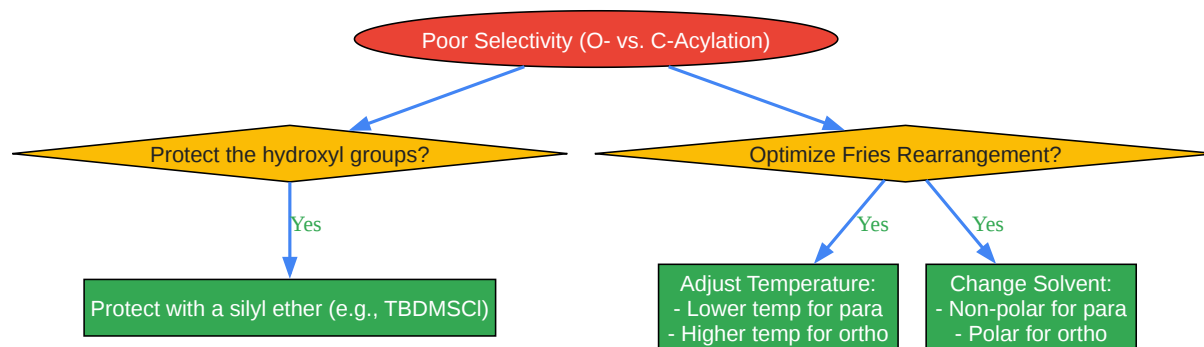 Poor Selectivity (O- vs. C-Acylation)
Protect the hydroxyl groups?
Optimize Fries Rearrangement?
Yes
Yes
Yes
Protect with a silyl ether (e.g., TBDMSCl)
Adjust Temperature:
- Lower temp for para
- Higher temp for ortho
Change Solvent:
- Non-polar for para
- Polar for ortho